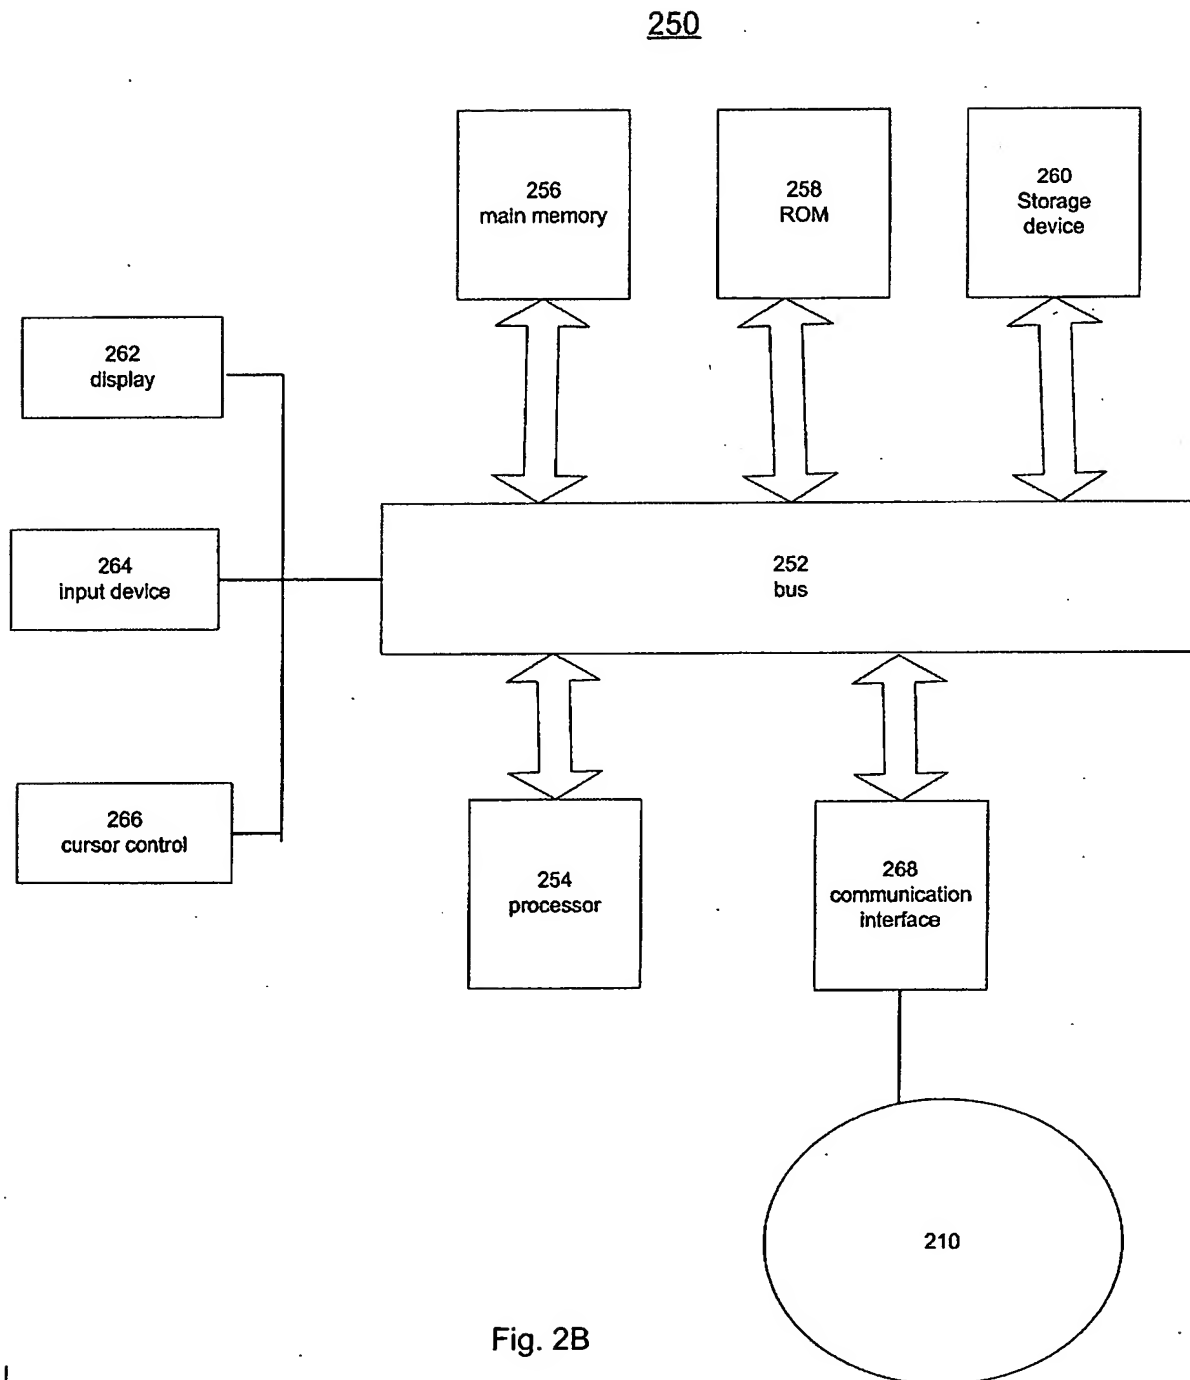 250
256
main memory
258
ROM
260
Storage
device
262
display
264
input device
252
bus
266
cursor control
254
processor
268
communication
interface
210
Fig. 2B